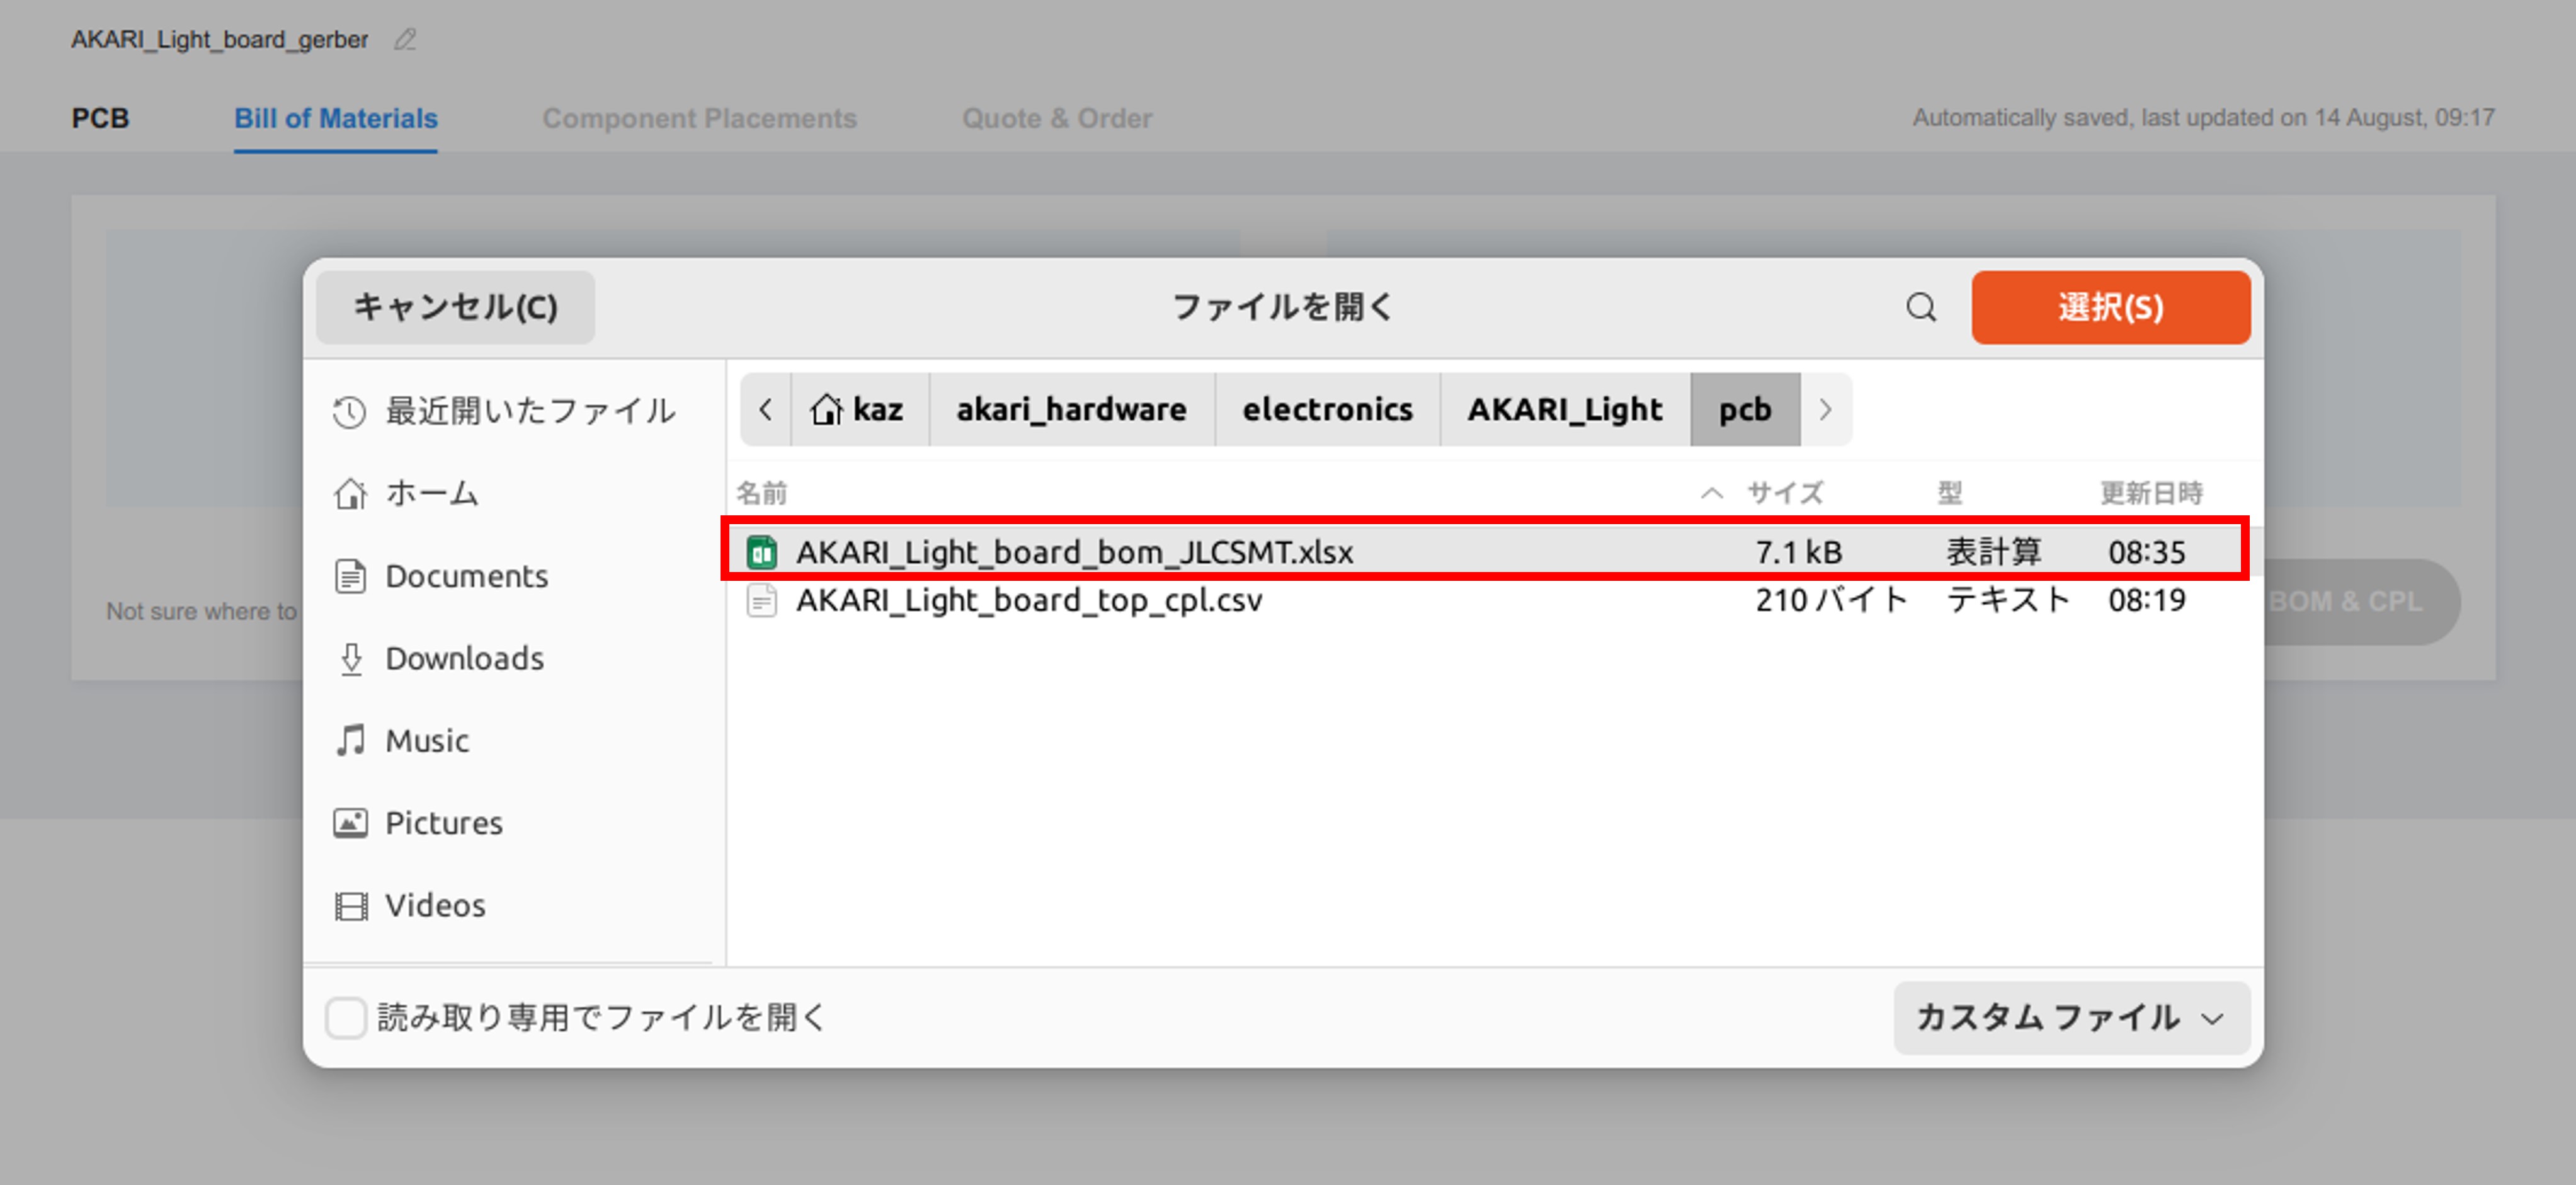 AKARI_Light_board_gerber
PCB Bill of Materials Component Placements Quote & Order Automatically saved, last updated on 14 August, 09:17
キャンセル(C) ファイルを開く 選択(S)
最近開いたファイル
ホーム
Documents
Downloads
Music
Pictures
Videos
kaz akari_hardware electronics AKARI_Light pcb
名前 サイズ 型 更新日時
AKARI_Light_board_bom_JLCSMT.xlsx 7.1 kB 表計算 08:35
AKARI_Light_board_top_cpl.csv 210 バイト テキスト 08:19
Not sure where to
BOM & CPL
読み取り専用でファイルを開く カスタム ファイル